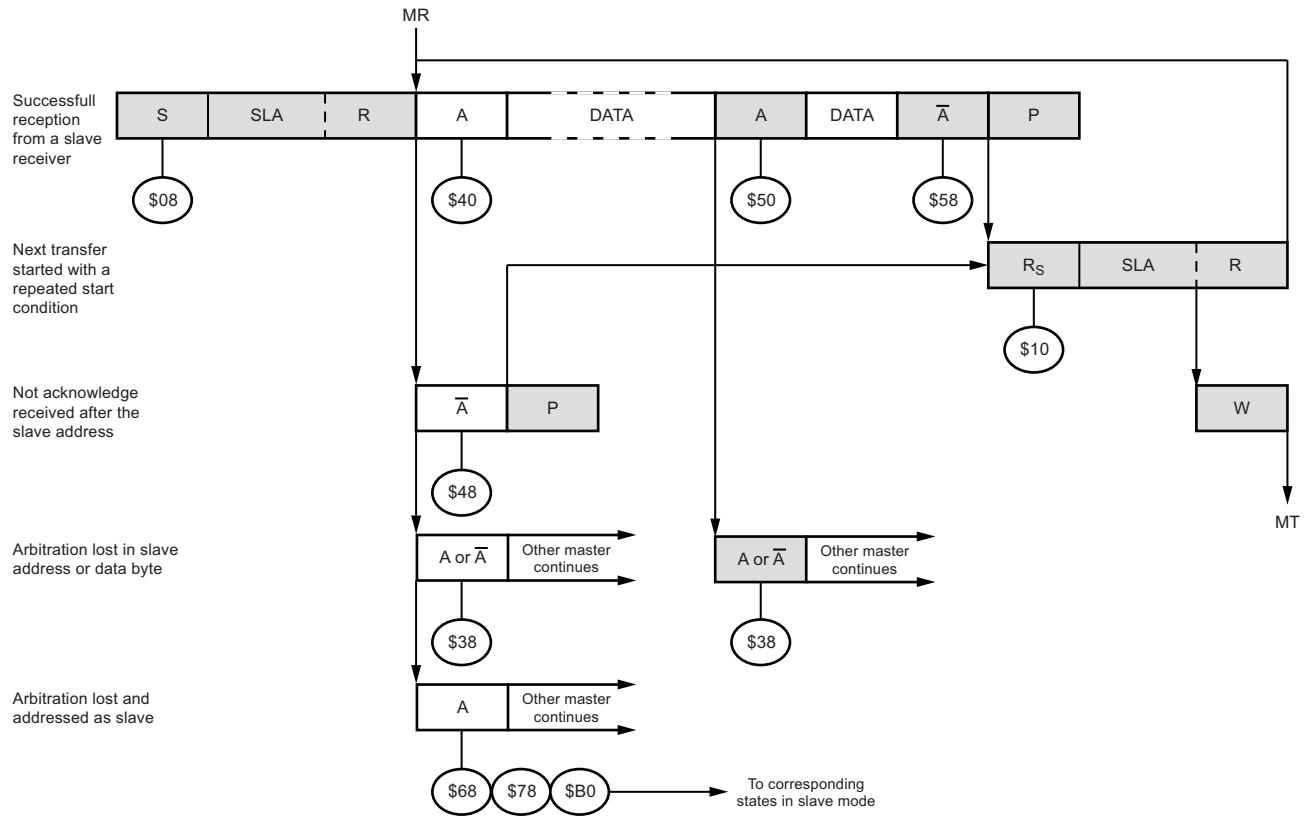 MR
Successfull
reception
from a slave
receiver
S SLA R A DATA A DATA A̅ P
$08 $40 $50 $58
Next transfer
started with a
repeated start
condition
RS SLA R
$10
Not acknowledge
received after the
slave address
A̅ P
W
$48
MT
Arbitration lost in slave
address or data byte
A or A̅
Other master
continues
A or A̅
Other master
continues
$38 $38
Arbitration lost and
addressed as slave
A
Other master
continues
$68 $78 $B0
To corresponding
states in slave mode